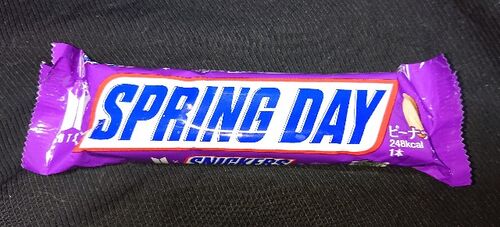 SPRING DAY
SNICKERS
ピーナッ
248kcal
1本